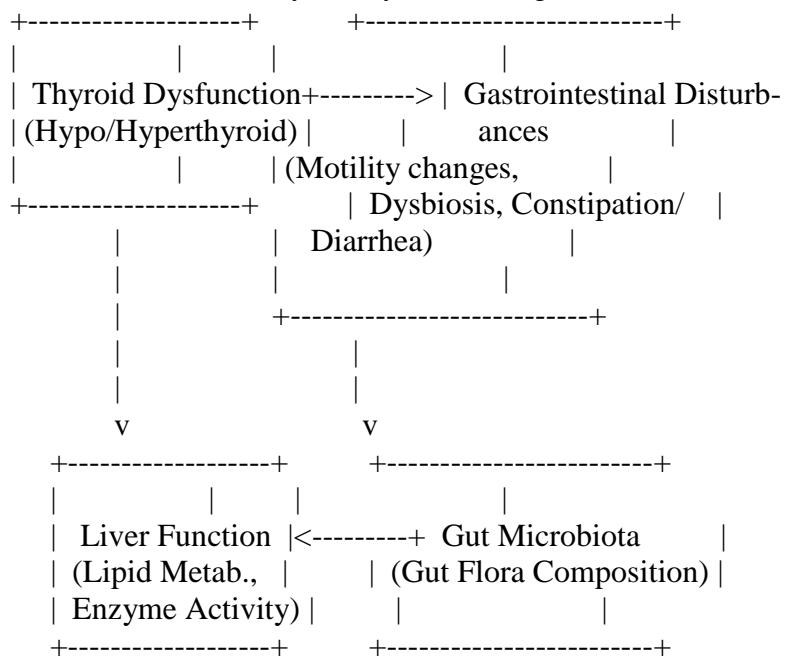 +--------------------+ +----------------------------+
| | | |
| Thyroid Dysfunction+---------> | Gastrointestinal Disturb-
| (Hypo/Hyperthyroid) | | ances |
| | | (Motility changes, |
+--------------------+ | Dysbiosis, Constipation/ |
| | Diarrhea) |
| | |
| +----------------------------+
| |
| |
v v
+-------------------+ +-------------------------+
| | | |
| Liver Function |<---------+ Gut Microbiota |
| (Lipid Metab., | | (Gut Flora Composition) |
| Enzyme Activity) | | |
+-------------------+ +-------------------------+